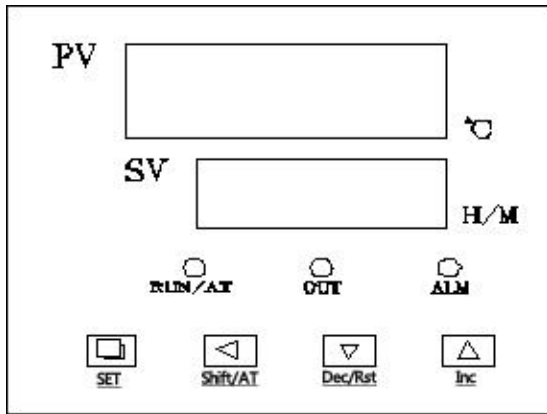 PV
℃
SV
H/M
RUN/AT OUT ALM
SET Shift/AT Dec/Rst Inc